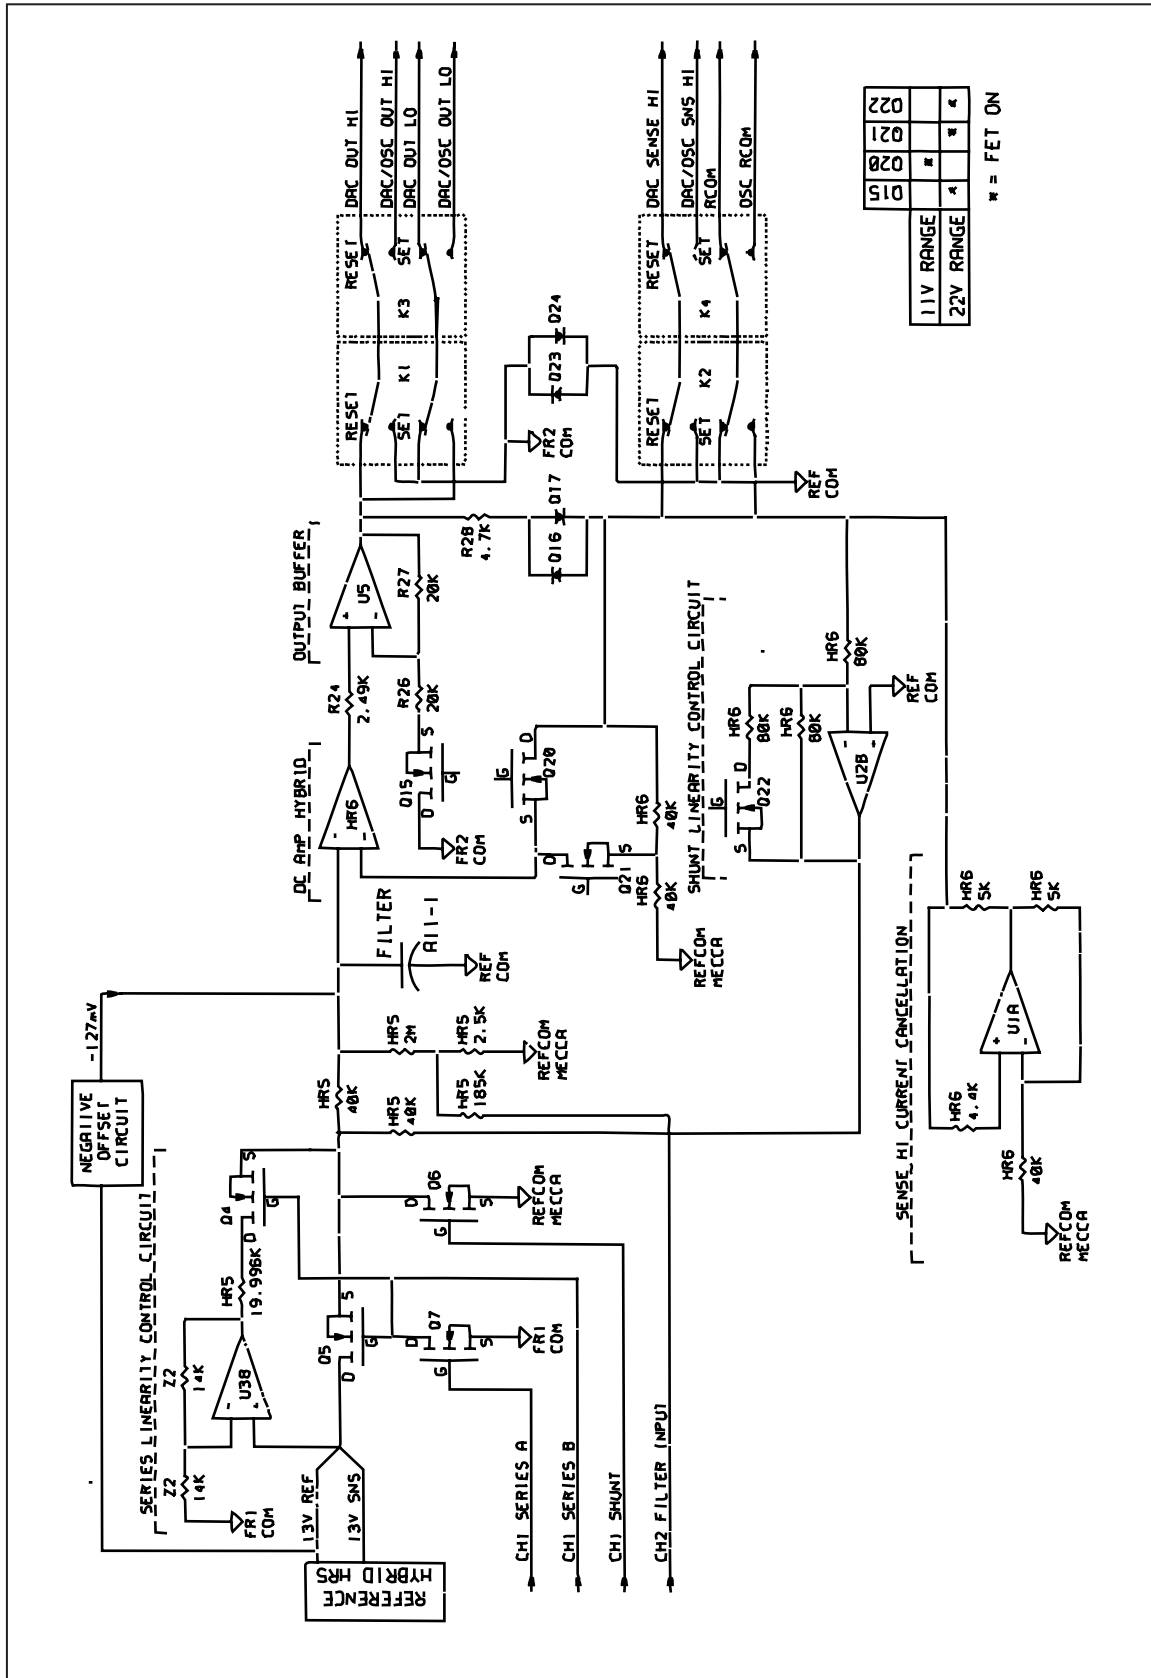 DAC OUT HI
DAC/OSC OUT HI
DAC OUT LO
DAC/OSC OUT LO
DAC SENSE HI
DAC/OSC SNS HI
RCOM
OSC RCOM
Q15 Q20 Q21 Q22
11V RANGE *
22V RANGE * * *
* = FET ON
RESET
SET
K3
RESET
SET
K1
RESET
SET
K4
RESET
SET
K2
FR2
COM
REF
COM
R28
4.7K
OUTPUT BUFFER
U5
+
-
R27
20K
R24
2.49K
R26
20K
DC AMP HYBRID
HR6
-
Q15
S
D
G
FR2
COM
Q20
D
G
S
Q21
D
G
S
HR6
40K
HR6
40K
REFCOM
MECCA
SHUNT LINEARITY CONTROL CIRCUIT
HR6
80K
HR6
80K
HR6
80K
Q22
D
G
S
U2B
-
+
REF
COM
FILTER
A11-1
REF
COM
-127mV
NEGATIVE
OFFSET
CIRCUIT
HR5
2M
HR5
2.5K
REFCOM
MECCA
HR5
40K
HR5
40K
HR5
185K
SENSE HI CURRENT CANCELLATION
HR6
5K
HR6
5K
U1A
+
-
HR6
4.4K
HR6
40K
REFCOM
MECCA
SERIES LINEARITY CONTROL CIRCUIT
Q4
S
D
G
HR5
19.996K
Z2
14K
Z2
14K
-
+
FR1
COM
Q5
S
D
G
Q6
D
G
S
REFCOM
MECCA
Q7
D
G
S
FR1
COM
13V REF
13V SNS
REFERENCE
HYBRID HR5
CH1 SERIES A
CH1 SERIES B
CH1 SHUNT
CH2 FILTER INPUT